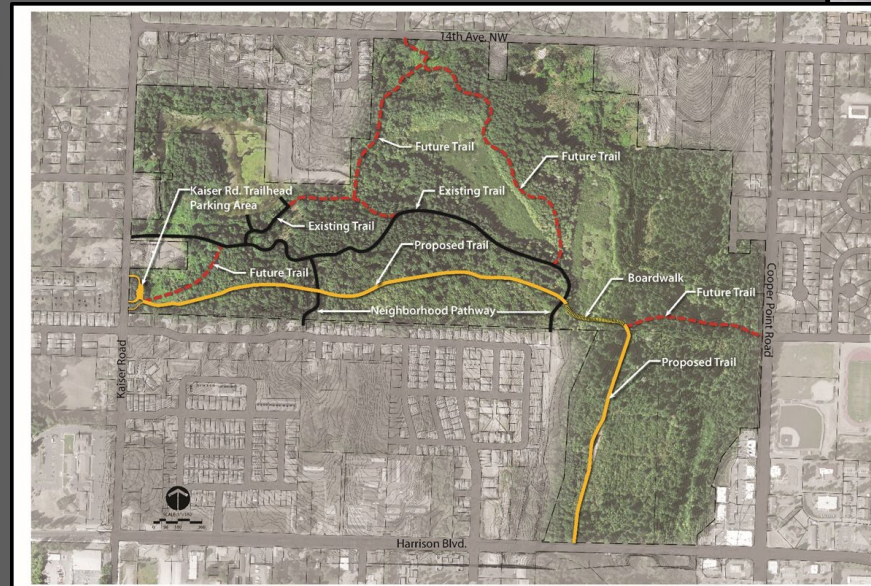 14th Ave. NW
Future Trail
Future Trail
Kaiser Rd. Trailhead
Parking Area
Existing Trail
Existing Trail
Proposed Trail
Future Trail
Boardwalk
Future Trail
Neighborhood Pathway
Copper Point Road
Kaiser Road
Proposed Trail
Harrison Blvd.